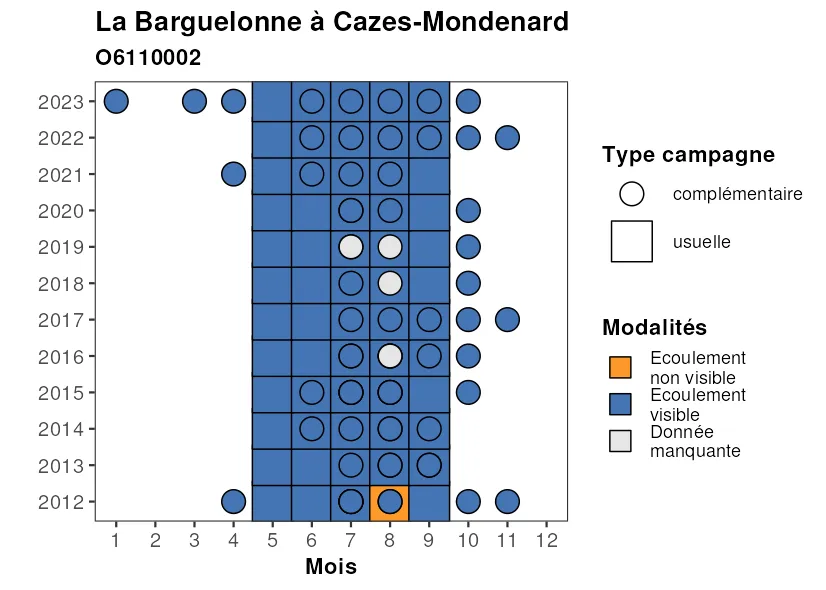 La Barguelonne à Cazes-Mondenard
O6110002
2023
2022
2021
2020
2019
2018
2017
2016
2015
2014
2013
2012
1 2 3 4 5 6 7 8 9 10 11 12
Mois
Type campagne
complémentaire
usuelle
Modalités
Ecoulement
non visible
Ecoulement
visible
Donnée
manquante